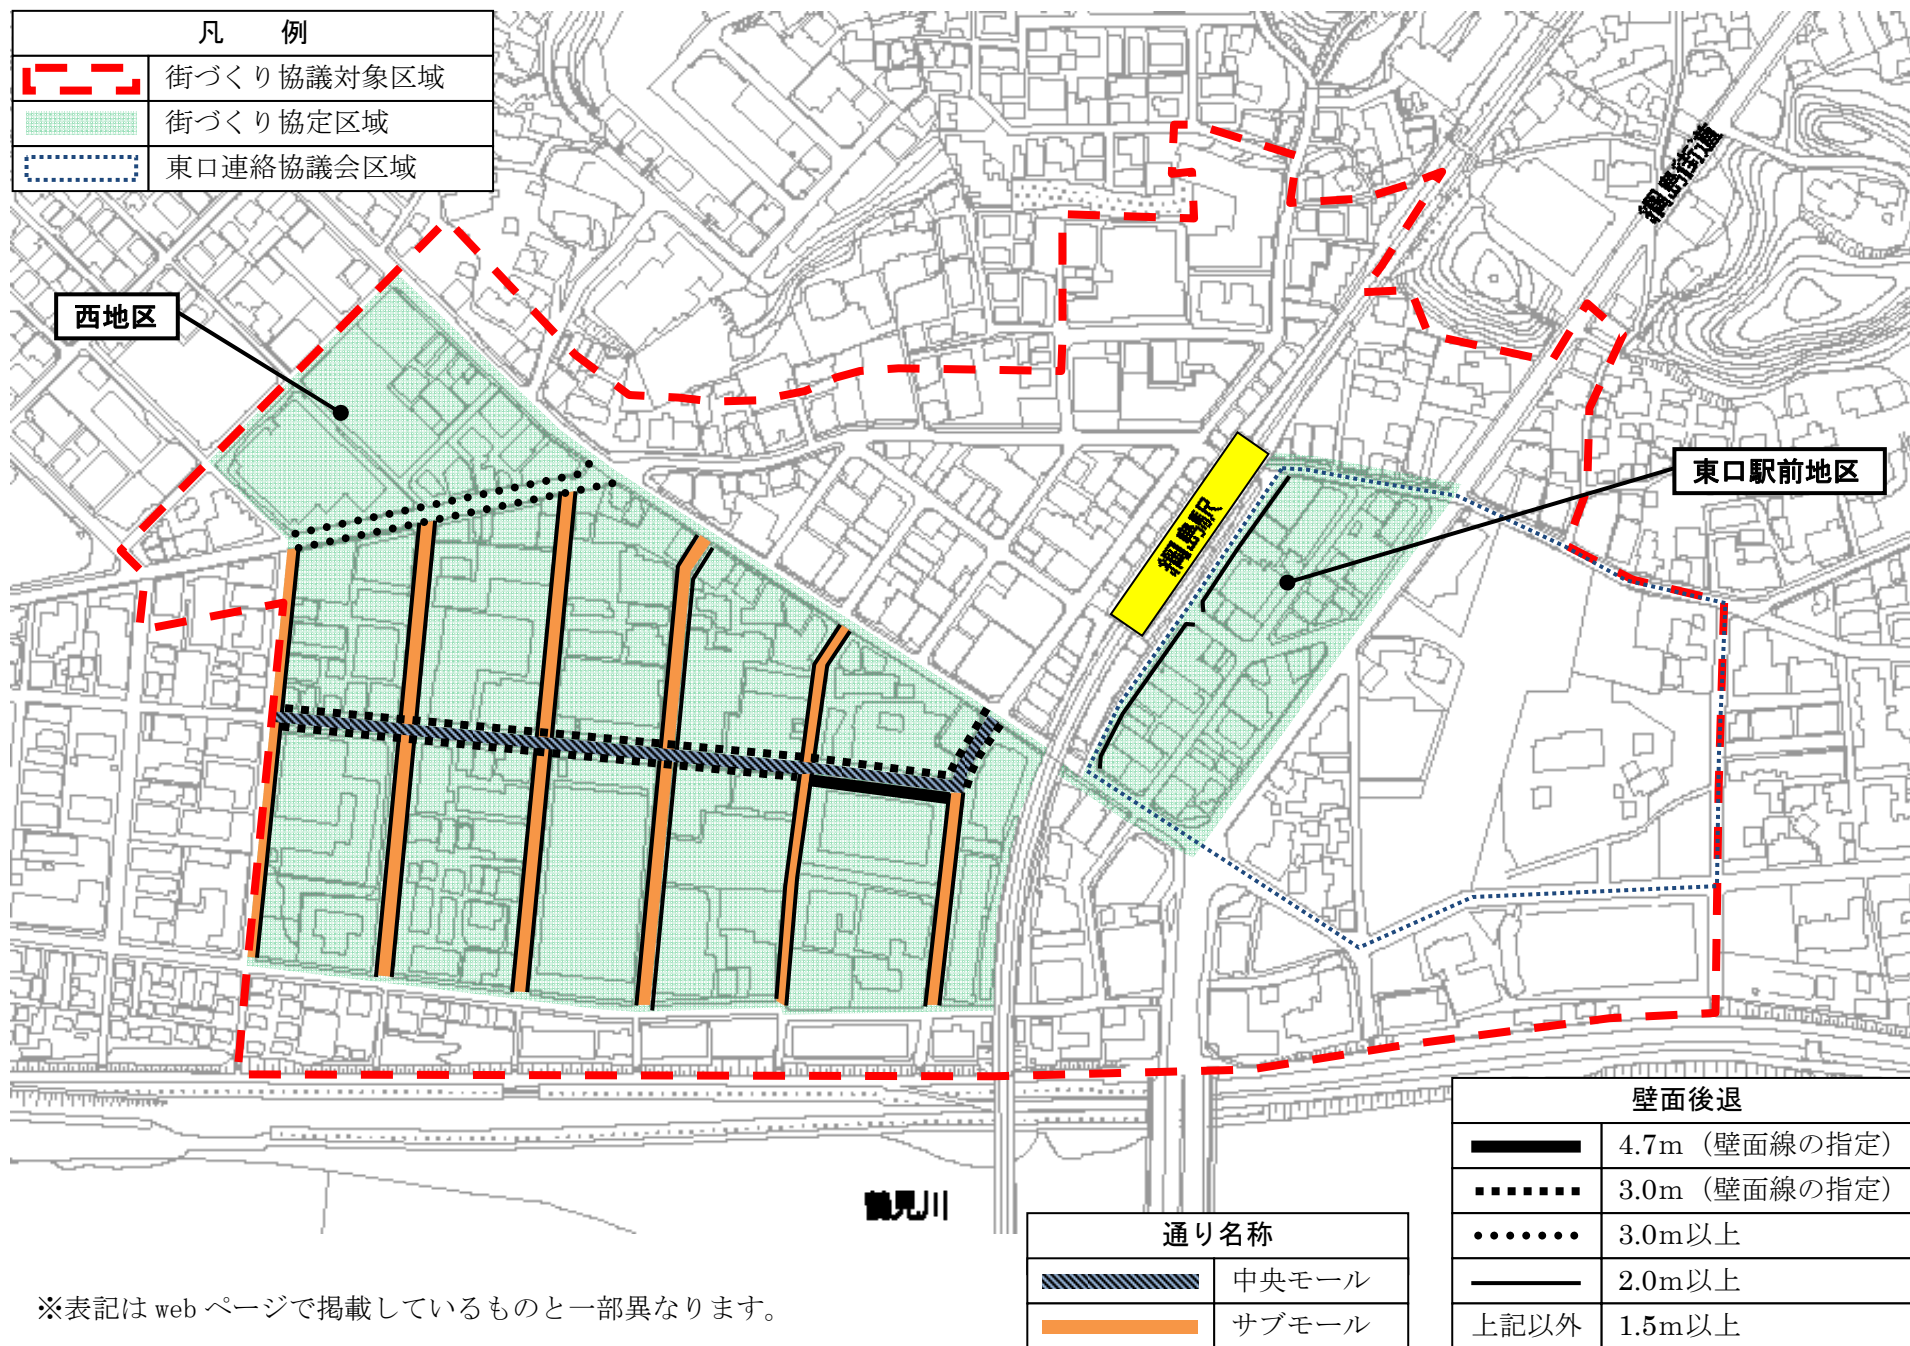 凡　例
街づくり協議対象区域
街づくり協定区域
東口連絡協議会区域
綱島街道
西地区
東口駅前地区
綱島駅
鶴見川
壁面後退
4.7m（壁面線の指定）
3.0m（壁面線の指定）
3.0m以上
2.0m以上
上記以外 1.5m以上
通り名称
中央モール
サブモール
※表記は web ページで掲載しているものと一部異なります。